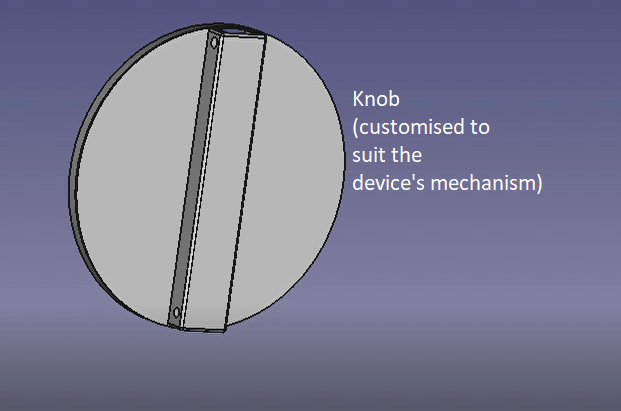 Knob
(customised to
suit the
device's mechanism)